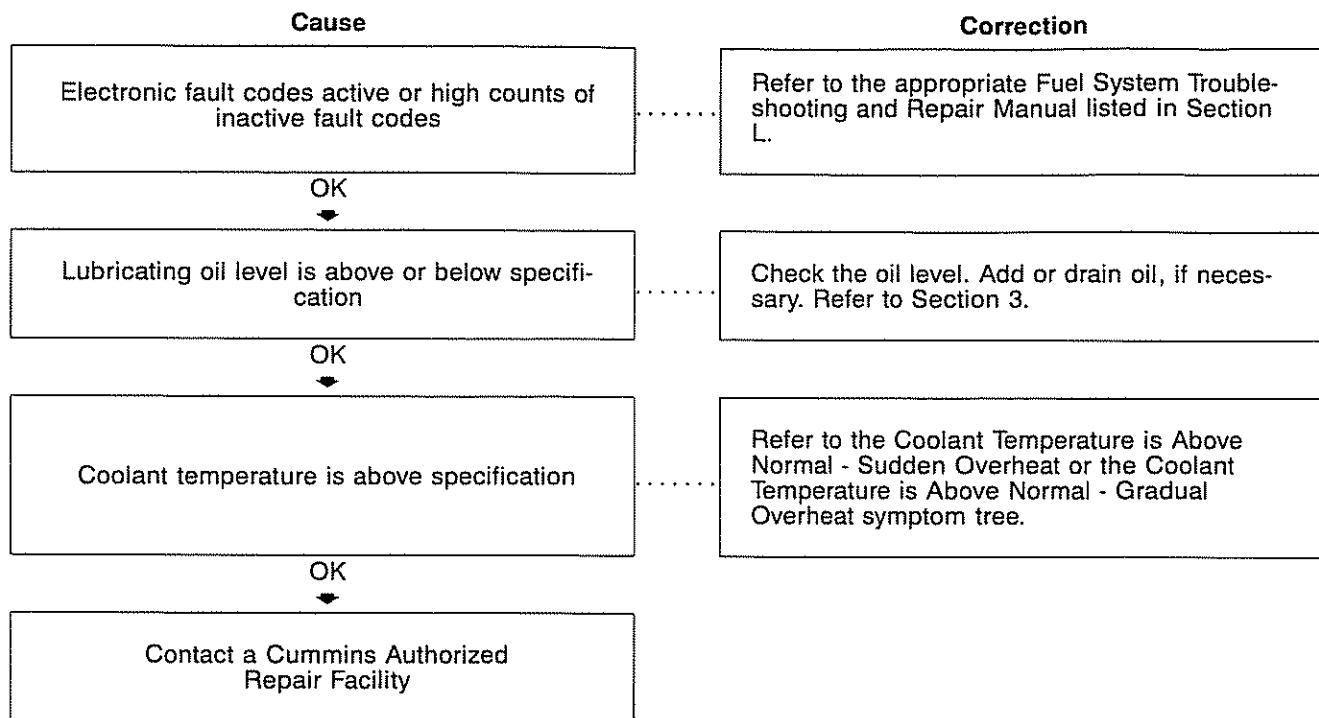 Cause
Correction
Electronic fault codes active or high counts of
inactive fault codes
Refer to the appropriate Fuel System Trouble-
shooting and Repair Manual listed in Section
L.
OK
Lubricating oil level is above or below specifi-
cation
Check the oil level. Add or drain oil, if neces-
sary. Refer to Section 3.
OK
Coolant temperature is above specification
Refer to the Coolant Temperature is Above
Normal - Sudden Overheat or the Coolant
Temperature is Above Normal - Gradual
Overheat symptom tree.
OK
Contact a Cummins Authorized
Repair Facility